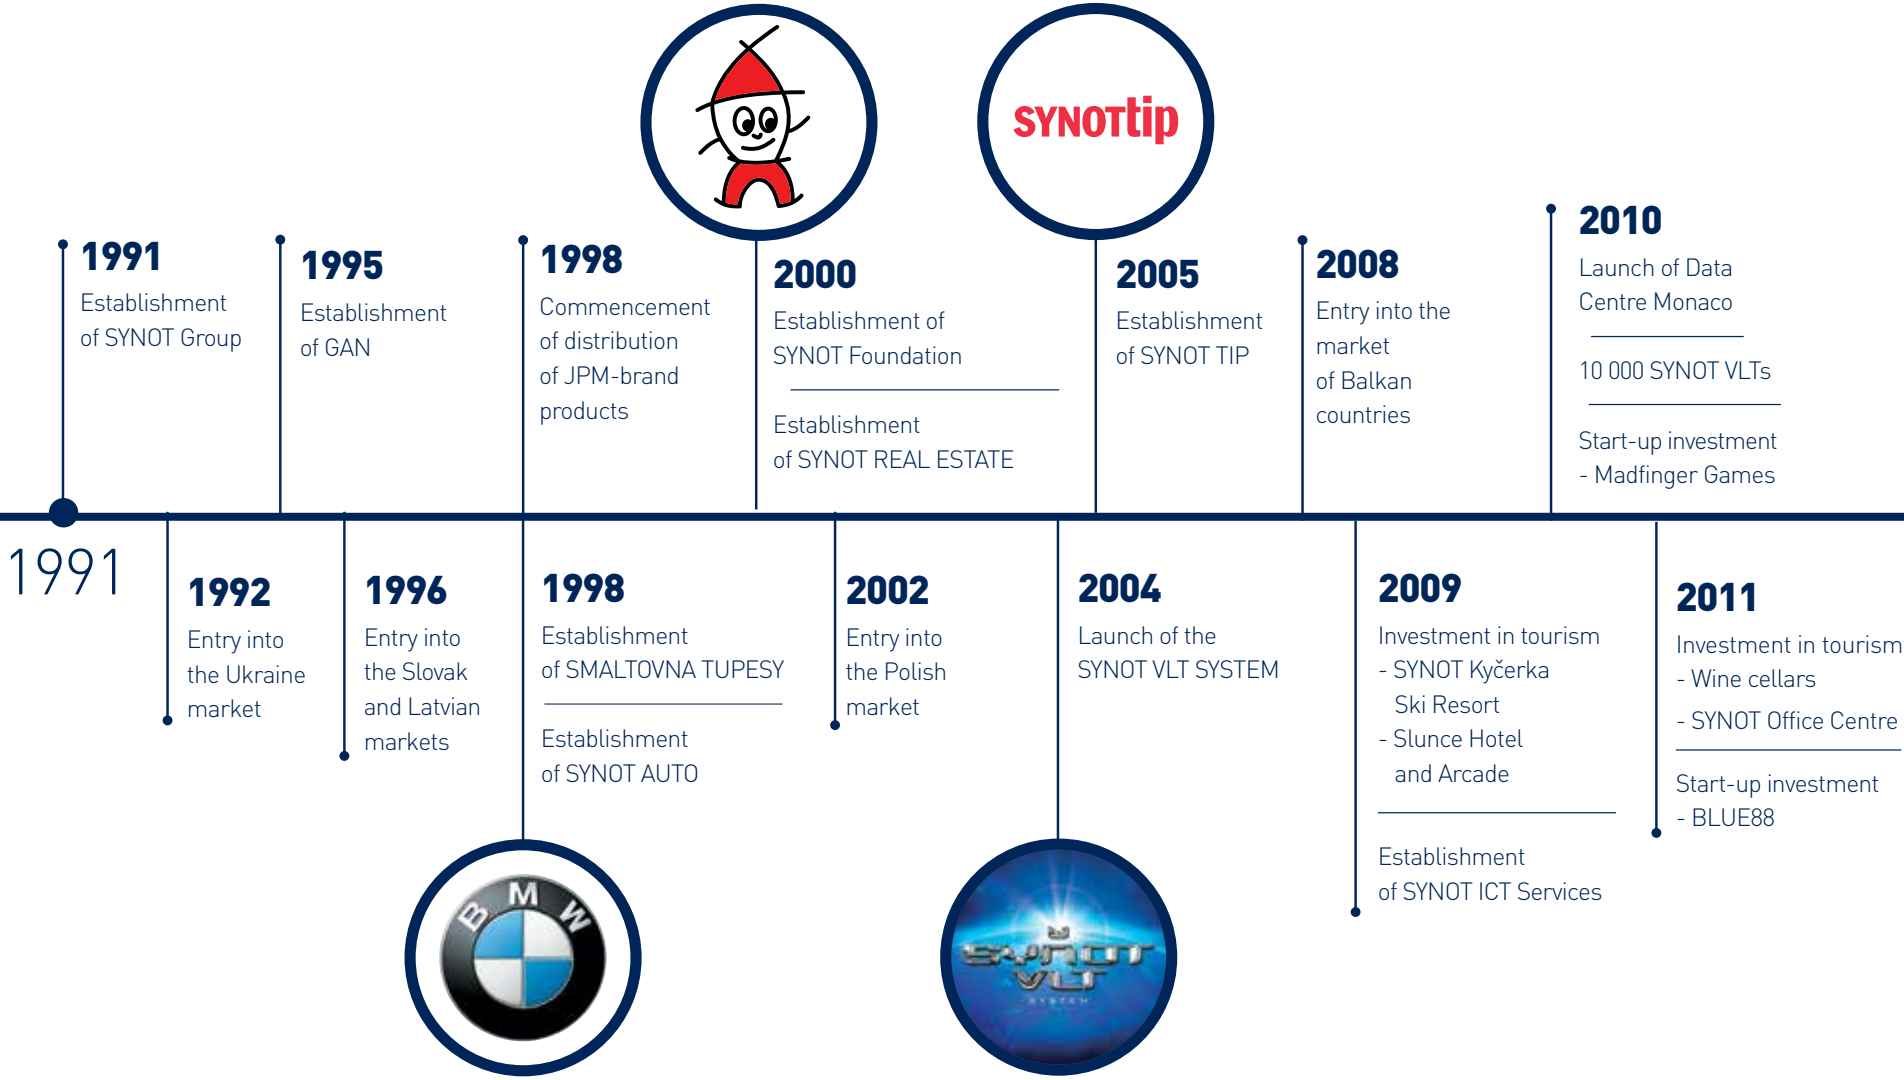 SYNOTtip
1991
Establishment
of SYNOT Group
1995
Establishment
of GAN
1998
Commencement
of distribution
of JPM-brand
products
2000
Establishment of
SYNOT Foundation
Establishment
of SYNOT REAL ESTATE
2005
Establishment
of SYNOT TIP
2008
Entry into the
market
of Balkan
countries
2010
Launch of Data
Centre Monaco
10 000 SYNOT VLTs
Start-up investment
- Madfinger Games
1991
1992
Entry into
the Ukraine
market
1996
Entry into
the Slovak
and Latvian
markets
1998
Establishment
of SMALTOVNA TUPESY
Establishment
of SYNOT AUTO
2002
Entry into
the Polish
market
2004
Launch of the
SYNOT VLT SYSTEM
2009
Investment in tourism
- SYNOT Kyčerka
Ski Resort
- Slunce Hotel
and Arcade
Establishment
of SYNOT ICT Services
2011
Investment in tourism
- Wine cellars
- SYNOT Office Centre
Start-up investment
- BLUE88
BMW
SYNOT
VLT
SYSTEM